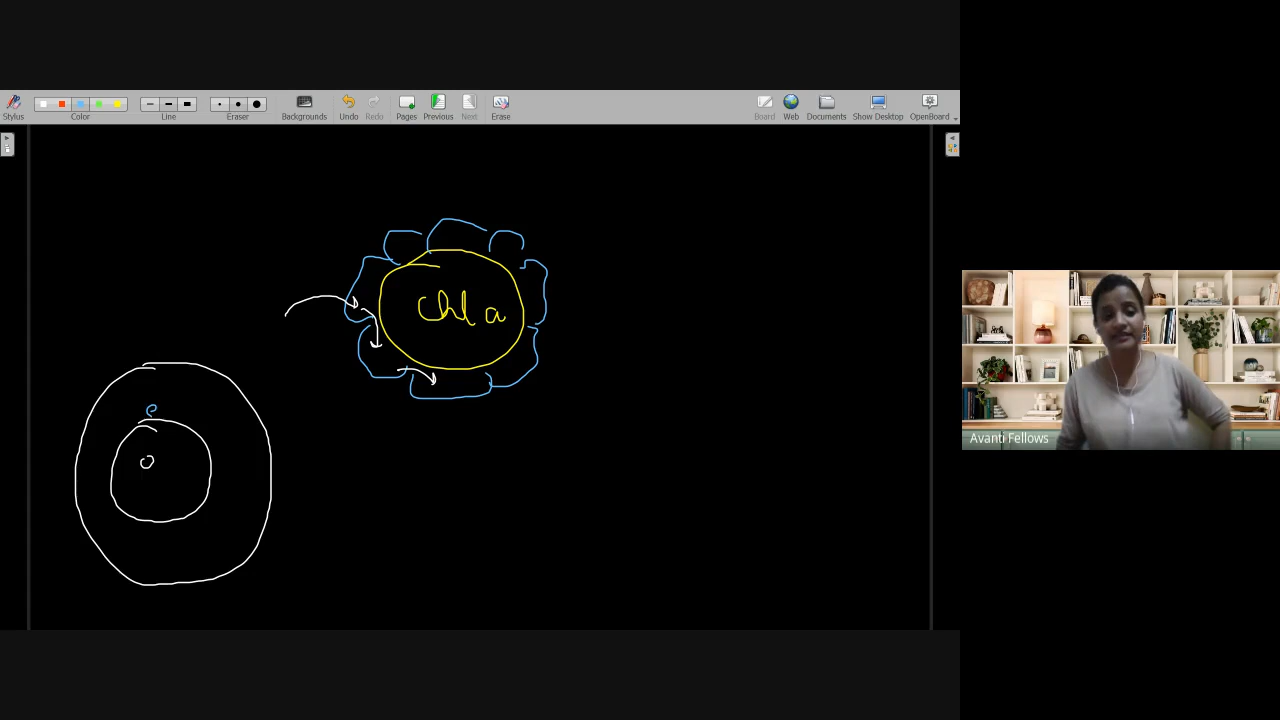 Stylus Color Line Eraser Backgrounds Undo Redo Pages Previous Next Erase Board Web Documents Show Desktop OpenBoard
Chl a
e
Avanti Fellows